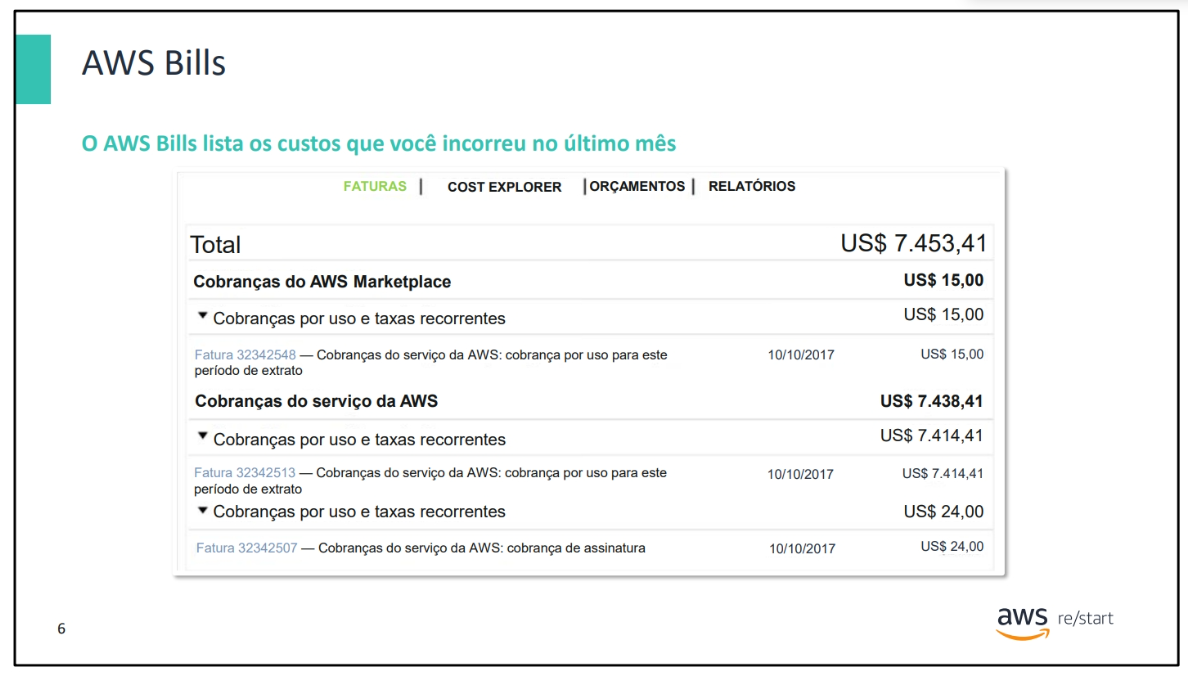 AWS Bills
O AWS Bills lista os custos que você incorreu no último mês
FATURAS | COST EXPLORER | ORÇAMENTOS | RELATÓRIOS
Total US$ 7.453,41
Cobranças do AWS Marketplace US$ 15,00
Cobranças por uso e taxas recorrentes US$ 15,00
Fatura 32342548 — Cobranças do serviço da AWS: cobrança por uso para este 10/10/2017 US$ 15,00
período de extrato
Cobranças do serviço da AWS US$ 7.438,41
Cobranças por uso e taxas recorrentes US$ 7.414,41
Fatura 32342513 — Cobranças do serviço da AWS: cobrança por uso para este 10/10/2017 US$ 7.414,41
período de extrato
Cobranças por uso e taxas recorrentes US$ 24,00
Fatura 32342507 — Cobranças do serviço da AWS: cobrança de assinatura 10/10/2017 US$ 24,00
6
aws re/start